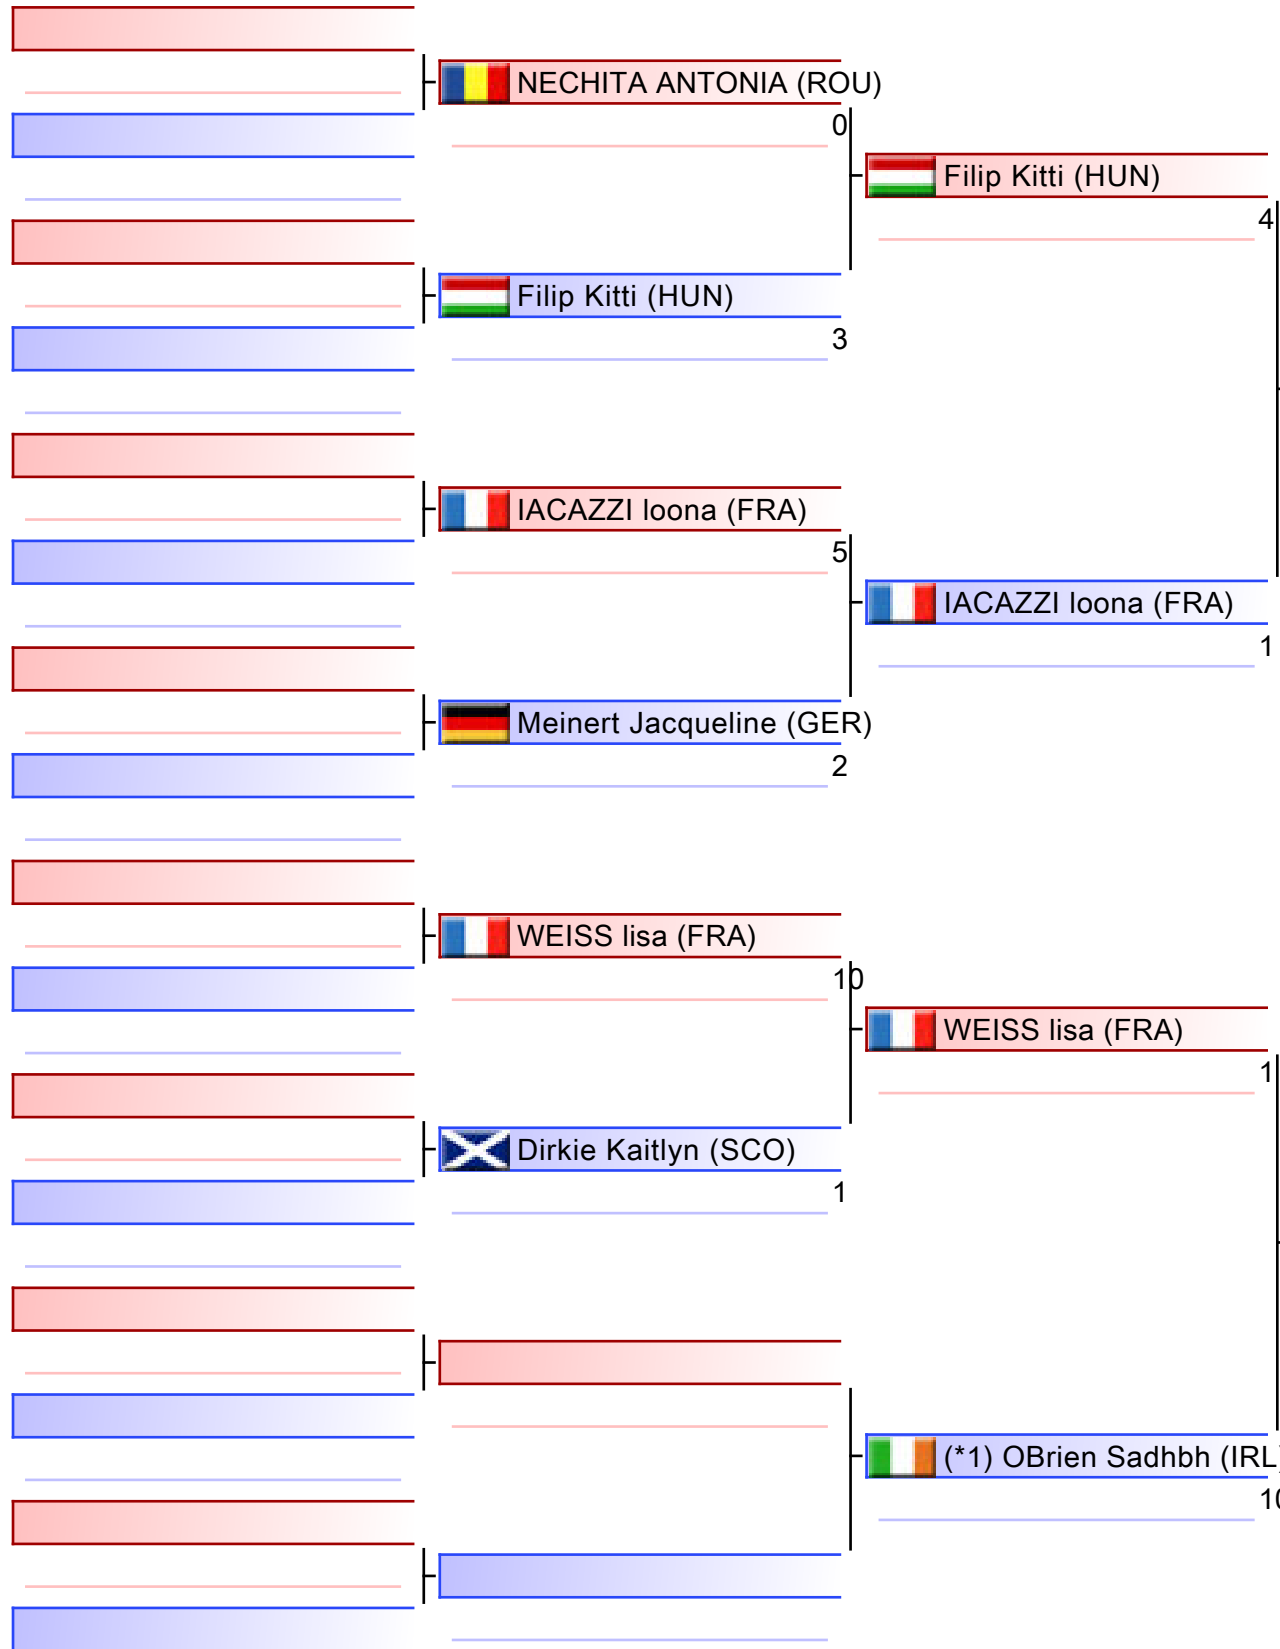 NECHITA ANTONIA (ROU)
0
Filip Kitti (HUN)
4
Filip Kitti (HUN)
3
IACAZZI loona (FRA)
5
IACAZZI loona (FRA)
1
Meinert Jacqueline (GER)
2
WEISS lisa (FRA)
10
WEISS lisa (FRA)
1
Dirkie Kaitlyn (SCO)
1
(*1) OBrien Sadhbh (IRL)
10